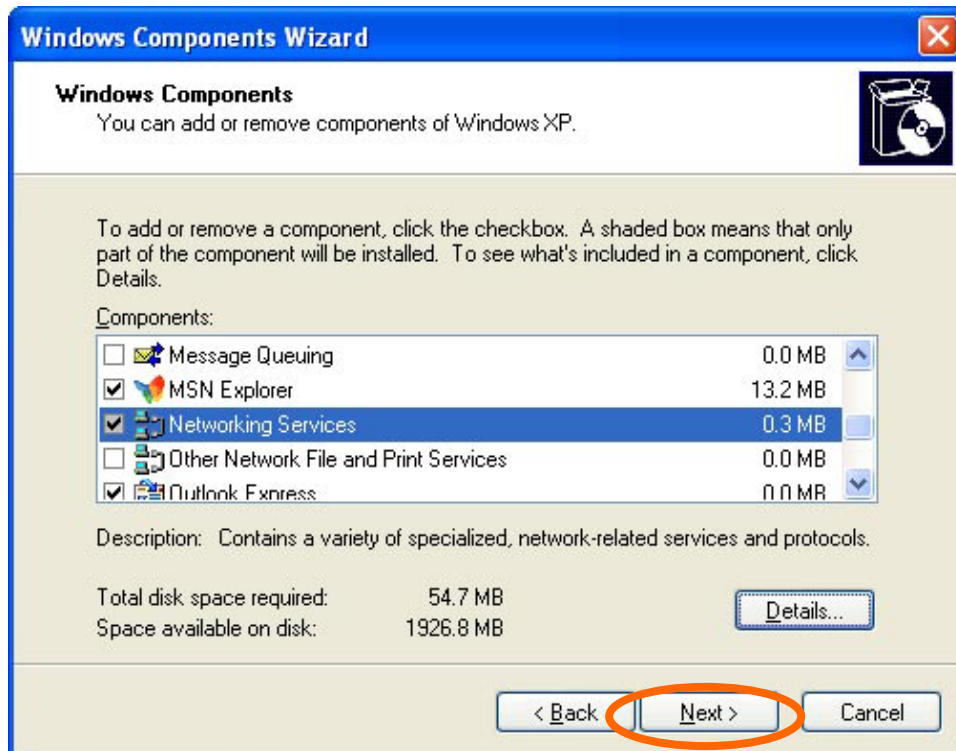 Windows Components Wizard
Windows Components
You can add or remove components of Windows XP.
To add or remove a component, click the checkbox. A shaded box means that only
part of the component will be installed. To see what's included in a component, click
Details.
Components:
Message Queuing 0.0 MB
MSN Explorer 13.2 MB
Networking Services 0.3 MB
Other Network File and Print Services 0.0 MB
Outlook Express 0.0 MB
Description: Contains a variety of specialized, network-related services and protocols.
Total disk space required: 54.7 MB
Space available on disk: 1926.8 MB
Details...
< Back Next > Cancel